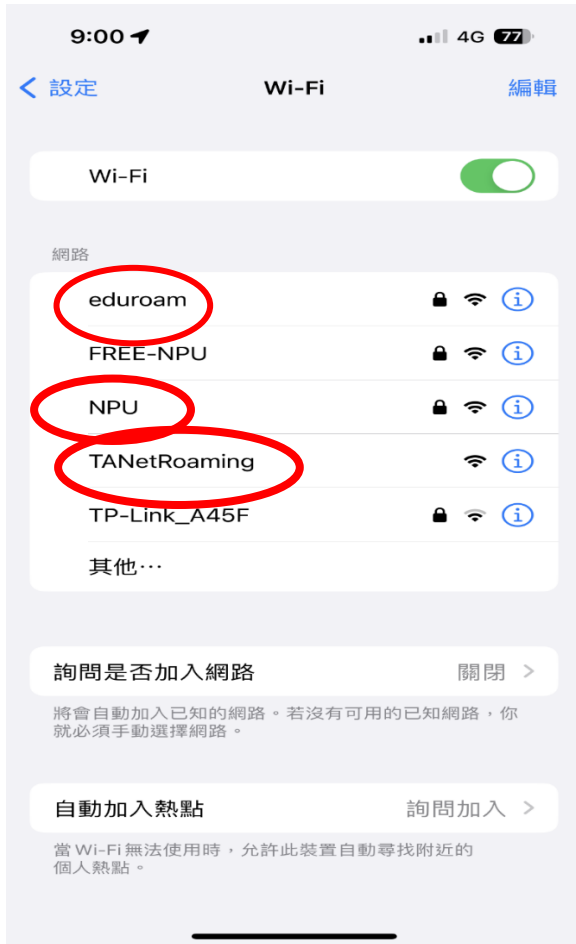 9:00 4G 77
設定 Wi-Fi 編輯
Wi-Fi
網路
eduroam
FREE-NPU
NPU
TANetRoaming
TP-Link_A45F
其他⋯
詢問是否加入網路 關閉
將會自動加入已知的網路。若沒有可用的已知網路，你
就必須手動選擇網路。
自動加入熱點 詢問加入
當 Wi-Fi 無法使用時，允許此裝置自動尋找附近的
個人熱點。